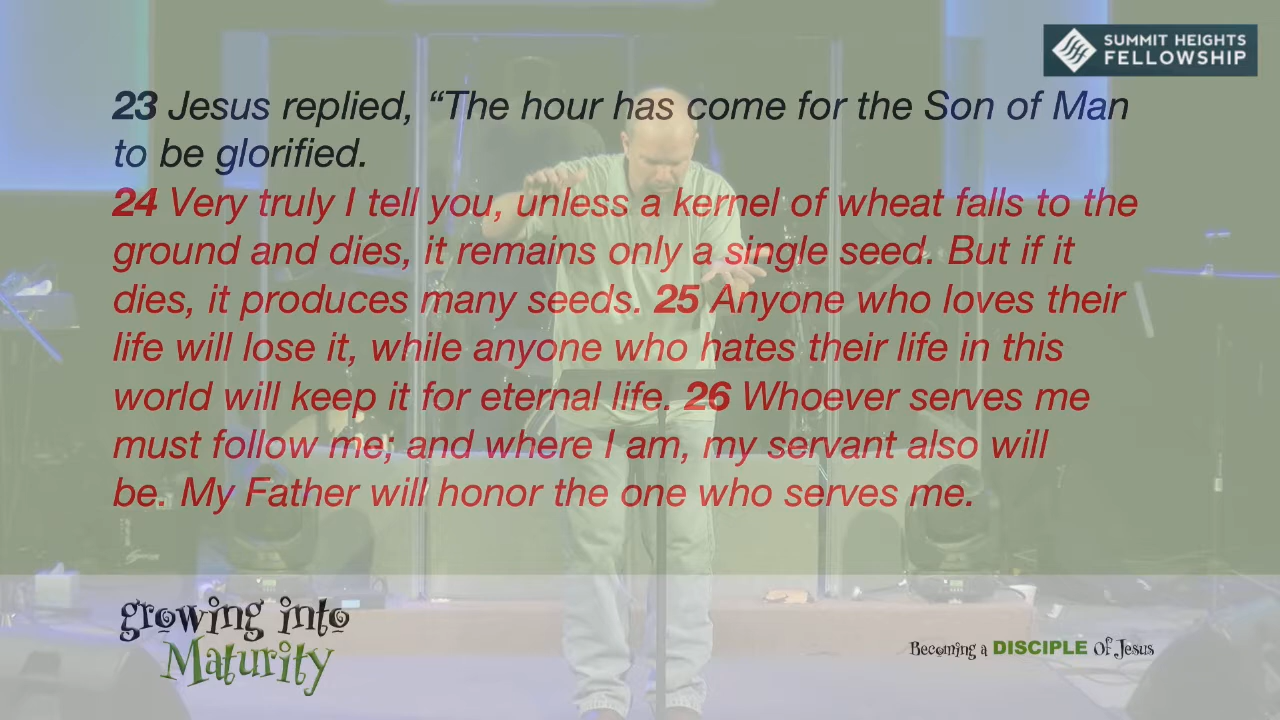 SUMMIT HEIGHTS
FELLOWSHIP
23 Jesus replied, “The hour has come for the Son of Man
to be glorified.
24 Very truly I tell you, unless a kernel of wheat falls to the
ground and dies, it remains only a single seed. But if it
dies, it produces many seeds. 25 Anyone who loves their
life will lose it, while anyone who hates their life in this
world will keep it for eternal life. 26 Whoever serves me
must follow me; and where I am, my servant also will
be. My Father will honor the one who serves me.
growing into
Maturity
Becoming a DISCIPLE Of Jesus